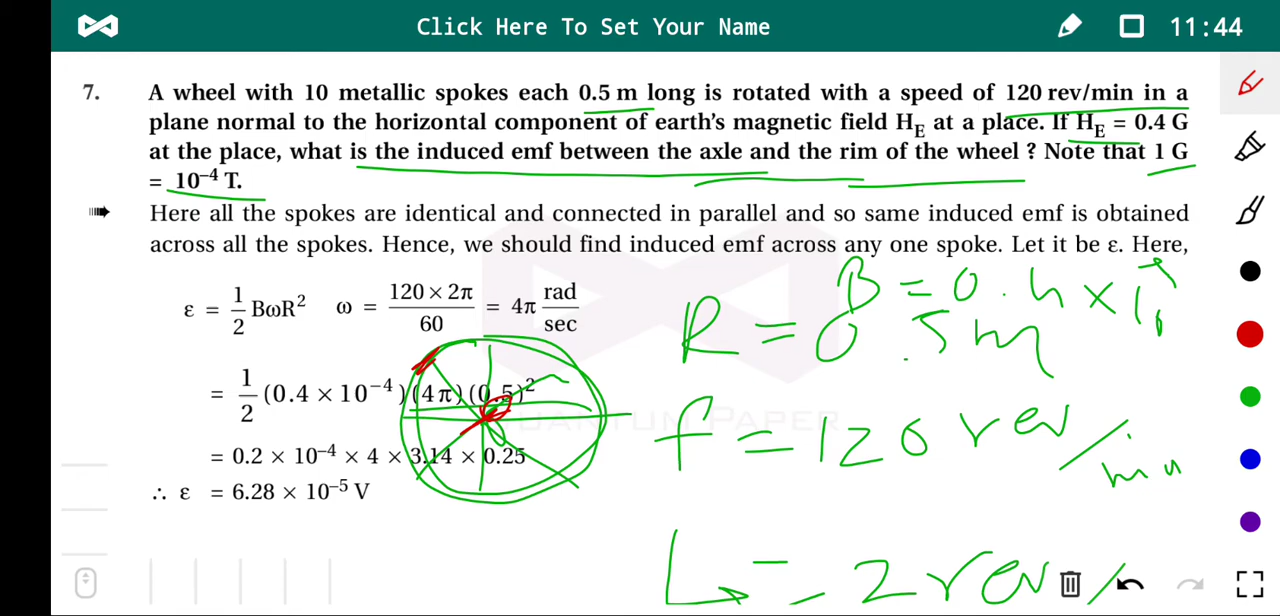 Click Here To Set Your Name
11:44
7. A wheel with 10 metallic spokes each 0.5 m long is rotated with a speed of 120 rev/min in a
plane normal to the horizontal component of earth's magnetic field H_E at a place. If H_E = 0.4 G
at the place, what is the induced emf between the axle and the rim of the wheel ? Note that 1 G
= 10⁻⁴ T.
➠ Here all the spokes are identical and connected in parallel and so same induced emf is obtained
across all the spokes. Hence, we should find induced emf across any one spoke. Let it be ε. Here,
ε = 1/2 BωR² ω = 120 × 2π / 60 = 4π rad/sec
= 1/2 (0.4 × 10⁻⁴) (4π) (0.5)²
= 0.2 × 10⁻⁴ × 4 × 3.14 × 0.25
∴ ε = 6.28 × 10⁻⁵ V
QUANTUM PAPER
B = 0.4 ×
R = 0.5 m
f = 120 rev/min
= 2 rev/